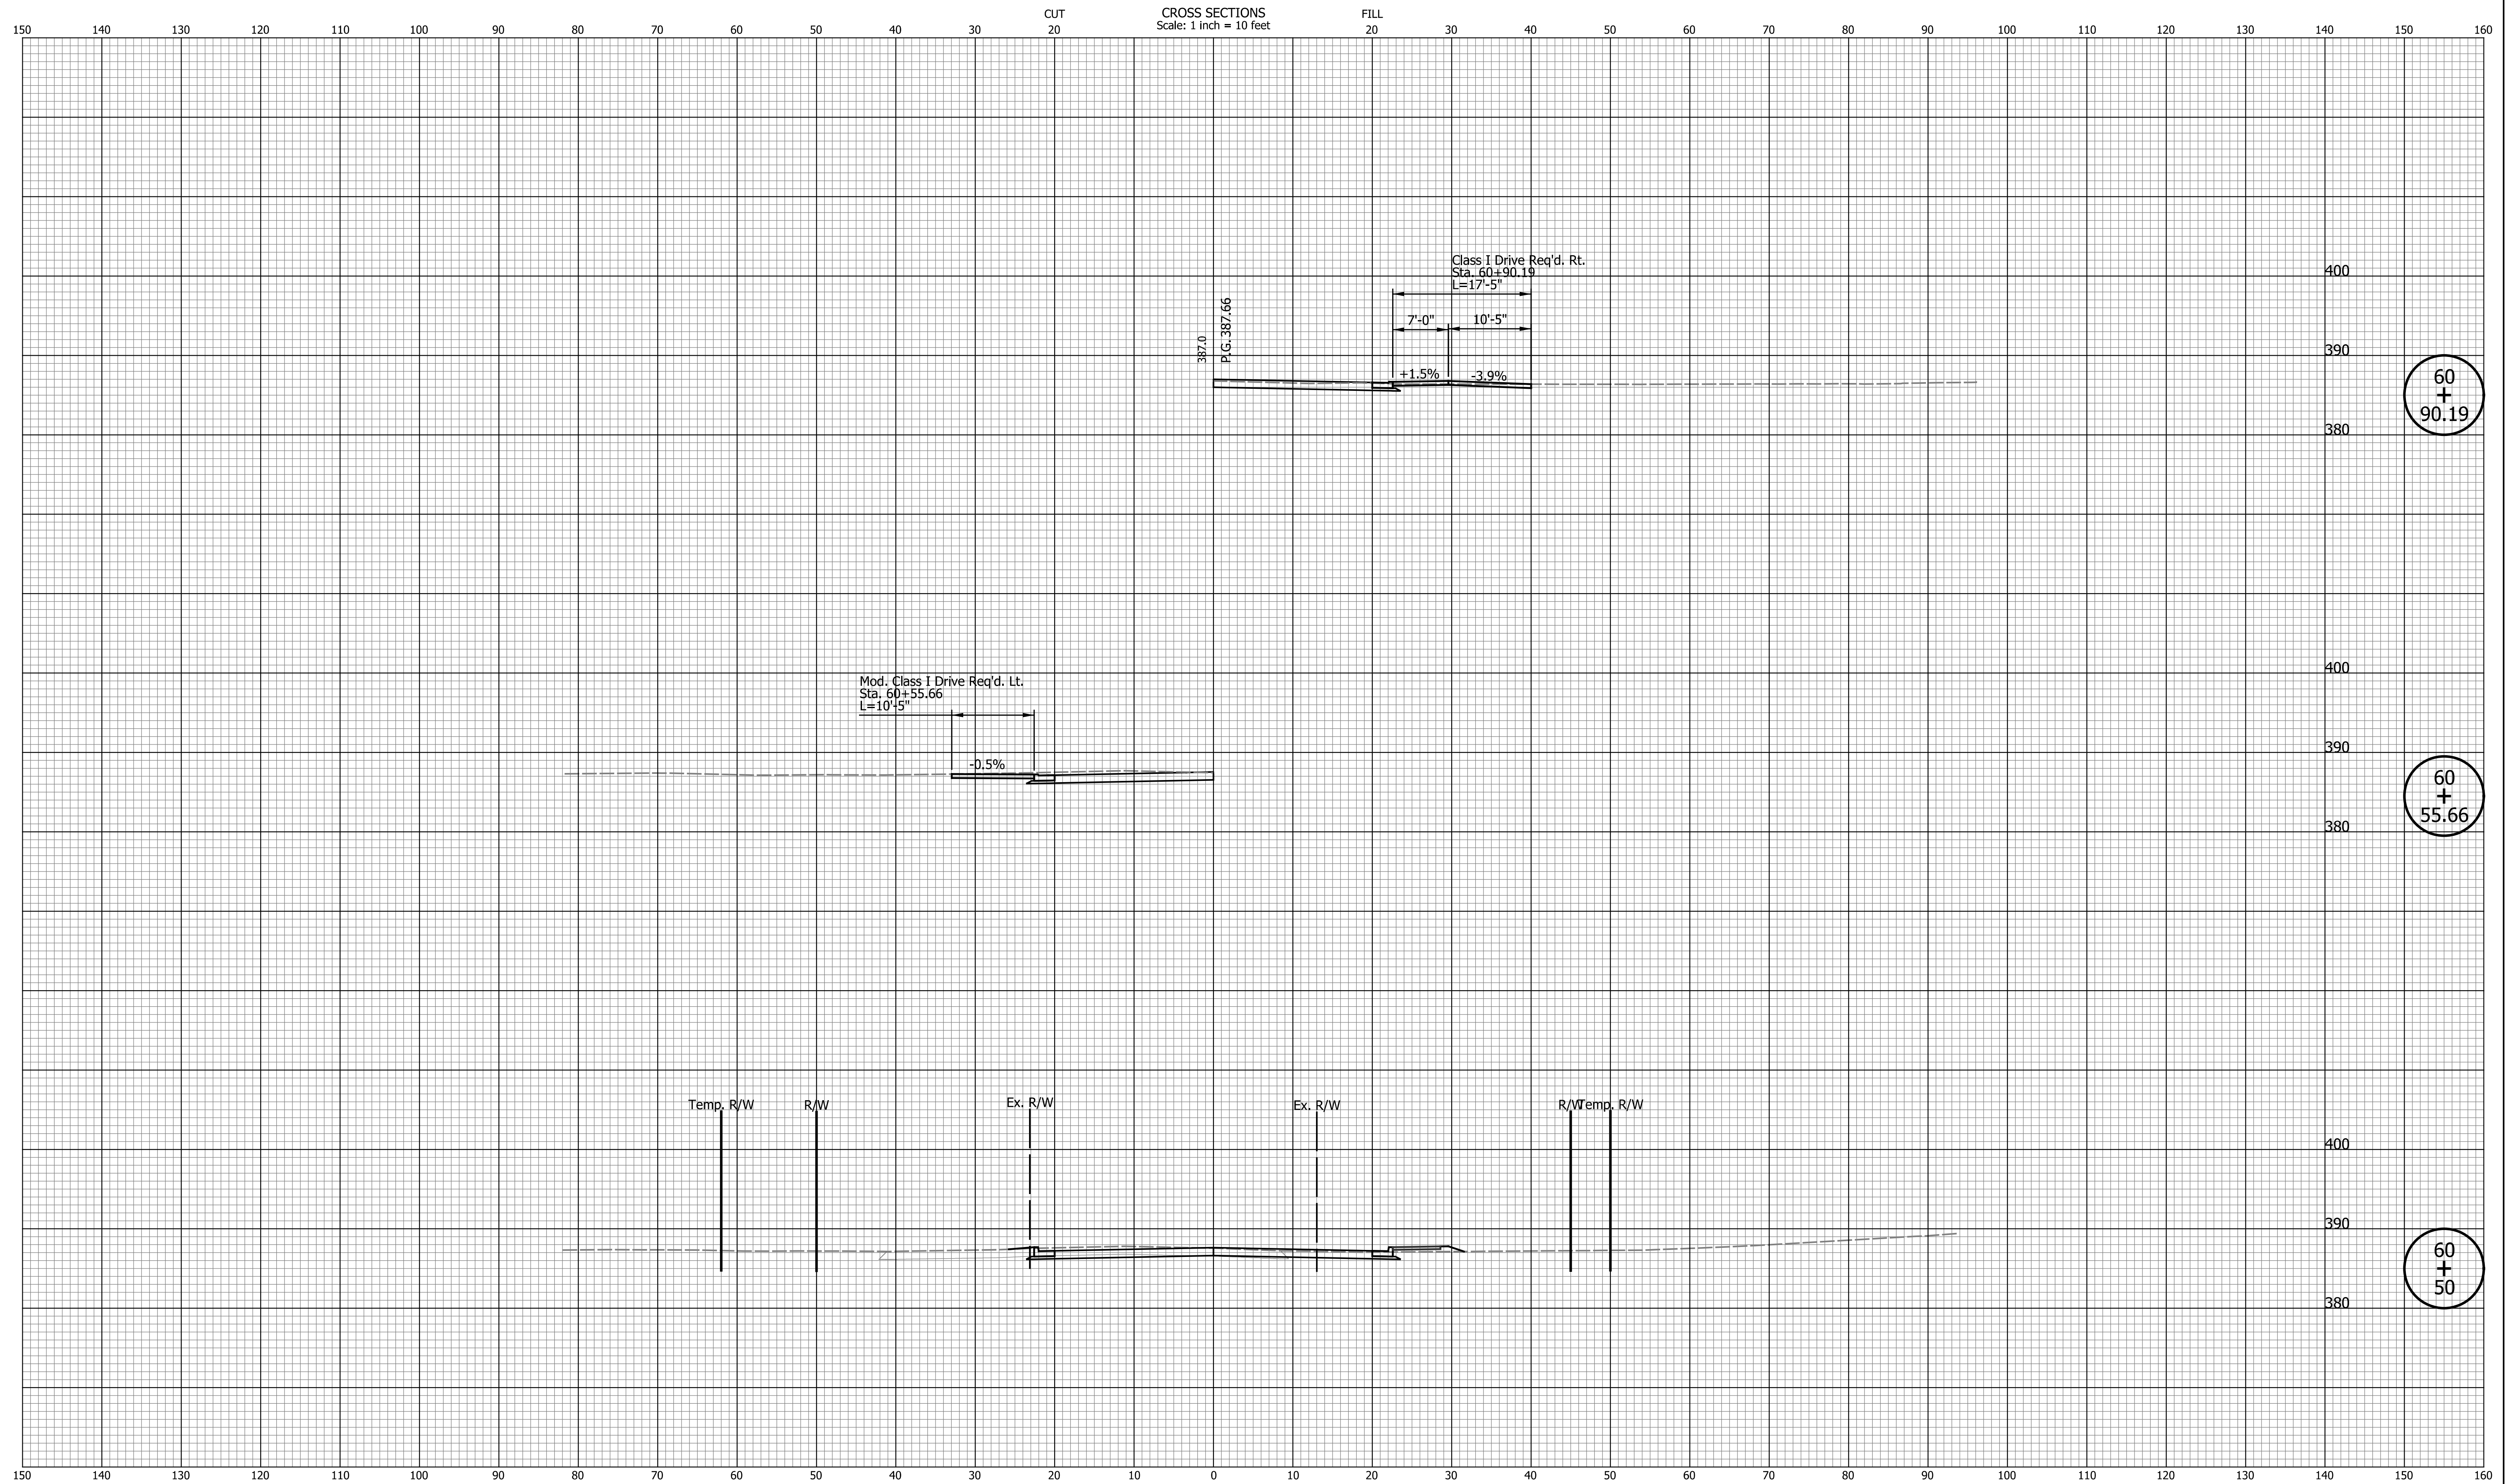 CUT CROSS SECTIONS FILL
Scale: 1 inch = 10 feet
150 140 130 120 110 100 90 80 70 60 50 40 30 20 20 30 40 50 60 70 80 90 100 110 120 130 140 150 160
Class I Drive Req'd. Rt.
Sta. 60+90.19
L=17'-5"
400
387.0
P.G. 387.66
7'-0"
10'-5"
390
+1.5%
-3.9%
60
+
90.19
380
400
Mod. Class I Drive Req'd. Lt.
Sta. 60+55.66
L=10'-5"
390
-0.5%
60
+
55.66
380
Temp. R/W
R/W
Ex. R/W
Ex. R/W
R/W
Temp. R/W
400
390
60
+
50
380
150 140 130 120 110 100 90 80 70 60 50 40 30 20 10 0 10 20 30 40 50 60 70 80 90 100 110 120 130 140 150 160